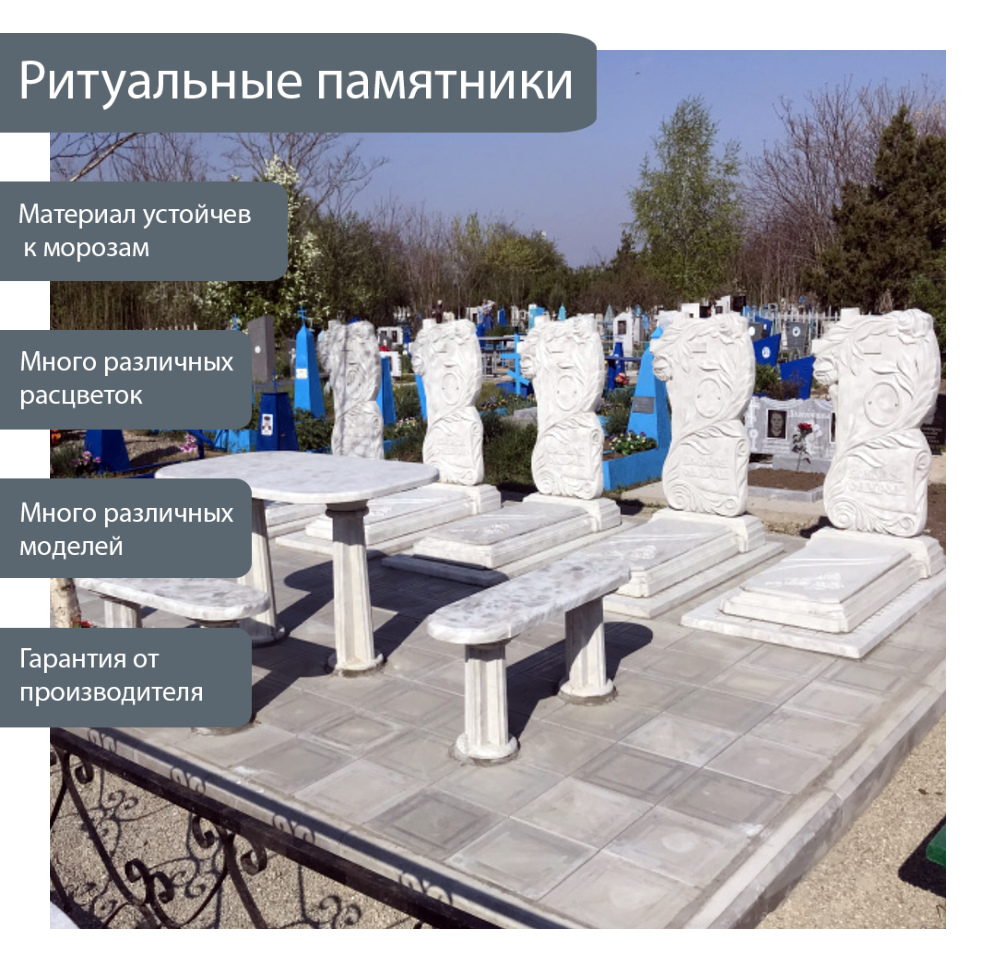 Ритуальные памятники
Материал устойчев
к морозам
Много различных
расцветок
Много различных
моделей
Гарантия от
производителя